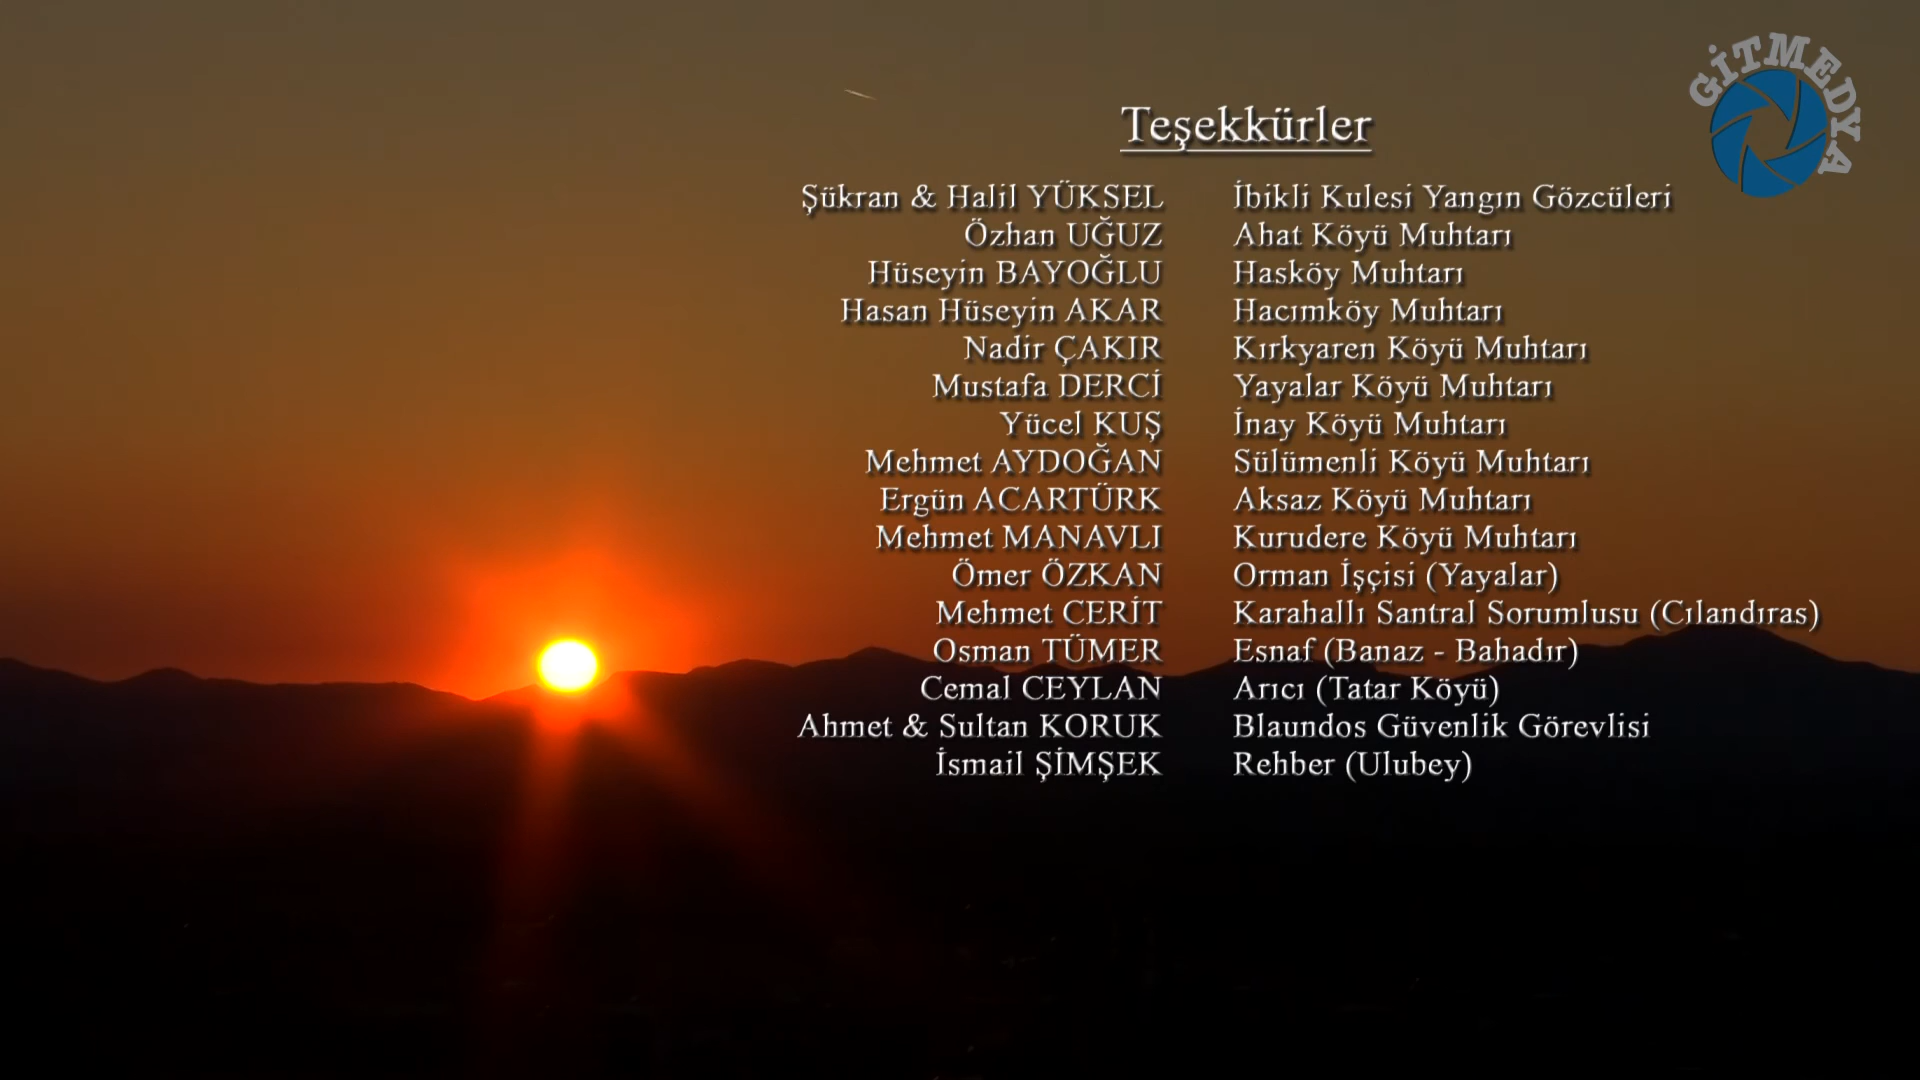 GİTMEDYA
Teşekkürler
Şükran & Halil YÜKSEL İbikli Kulesi Yangın Gözcüleri
Özhan UĞUZ Ahat Köyü Muhtarı
Hüseyin BAYOĞLU Hasköy Muhtarı
Hasan Hüseyin AKAR Hacımköy Muhtarı
Nadir ÇAKIR Kırkyaren Köyü Muhtarı
Mustafa DERCİ Yayalar Köyü Muhtarı
Yücel KUŞ İnay Köyü Muhtarı
Mehmet AYDOĞAN Sülümenli Köyü Muhtarı
Ergün ACARTÜRK Aksaz Köyü Muhtarı
Mehmet MANAVLI Kurudere Köyü Muhtarı
Ömer ÖZKAN Orman İşçisi (Yayalar)
Mehmet CERİT Karahallı Santral Sorumlusu (Cılandıras)
Osman TÜMER Esnaf (Banaz - Bahadır)
Cemal CEYLAN Arıcı (Tatar Köyü)
Ahmet & Sultan KORUK Blaundos Güvenlik Görevlisi
İsmail ŞİMŞEK Rehber (Ulubey)